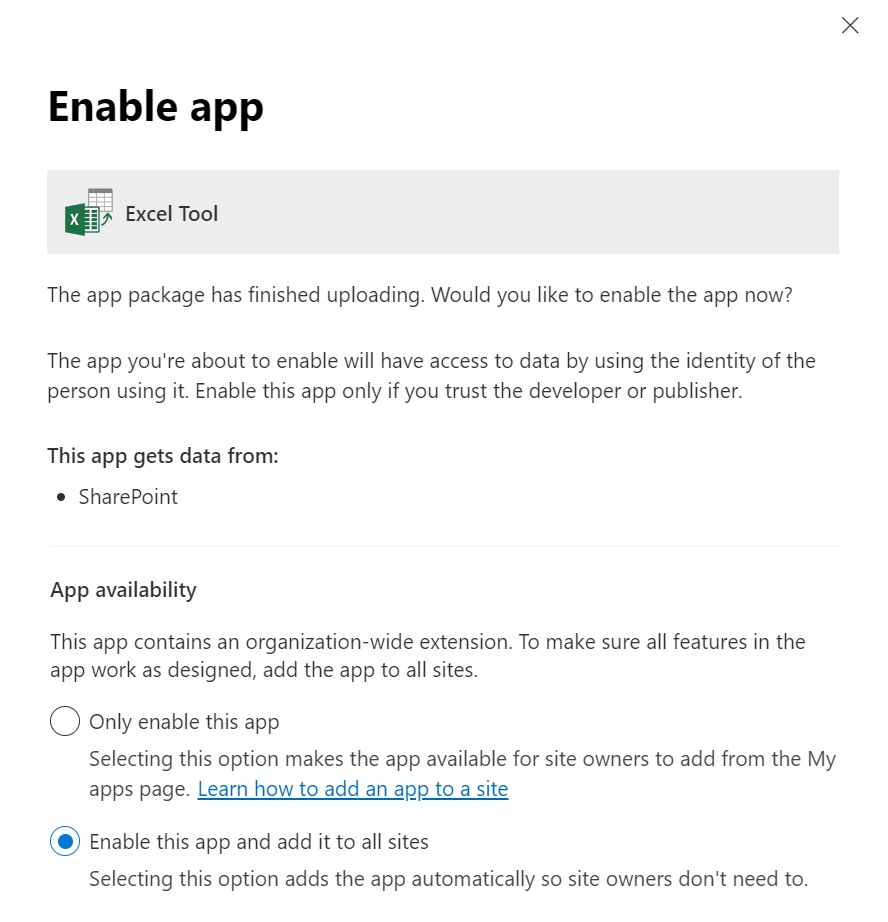 Enable app
X
Excel Tool
The app package has finished uploading. Would you like to enable the app now?
The app you're about to enable will have access to data by using the identity of the
person using it. Enable this app only if you trust the developer or publisher.
This app gets data from:
• SharePoint
App availability
This app contains an organization-wide extension. To make sure all features in the
app work as designed, add the app to all sites.
Only enable this app
Selecting this option makes the app available for site owners to add from the My
apps page. Learn how to add an app to a site
Enable this app and add it to all sites
Selecting this option adds the app automatically so site owners don't need to.